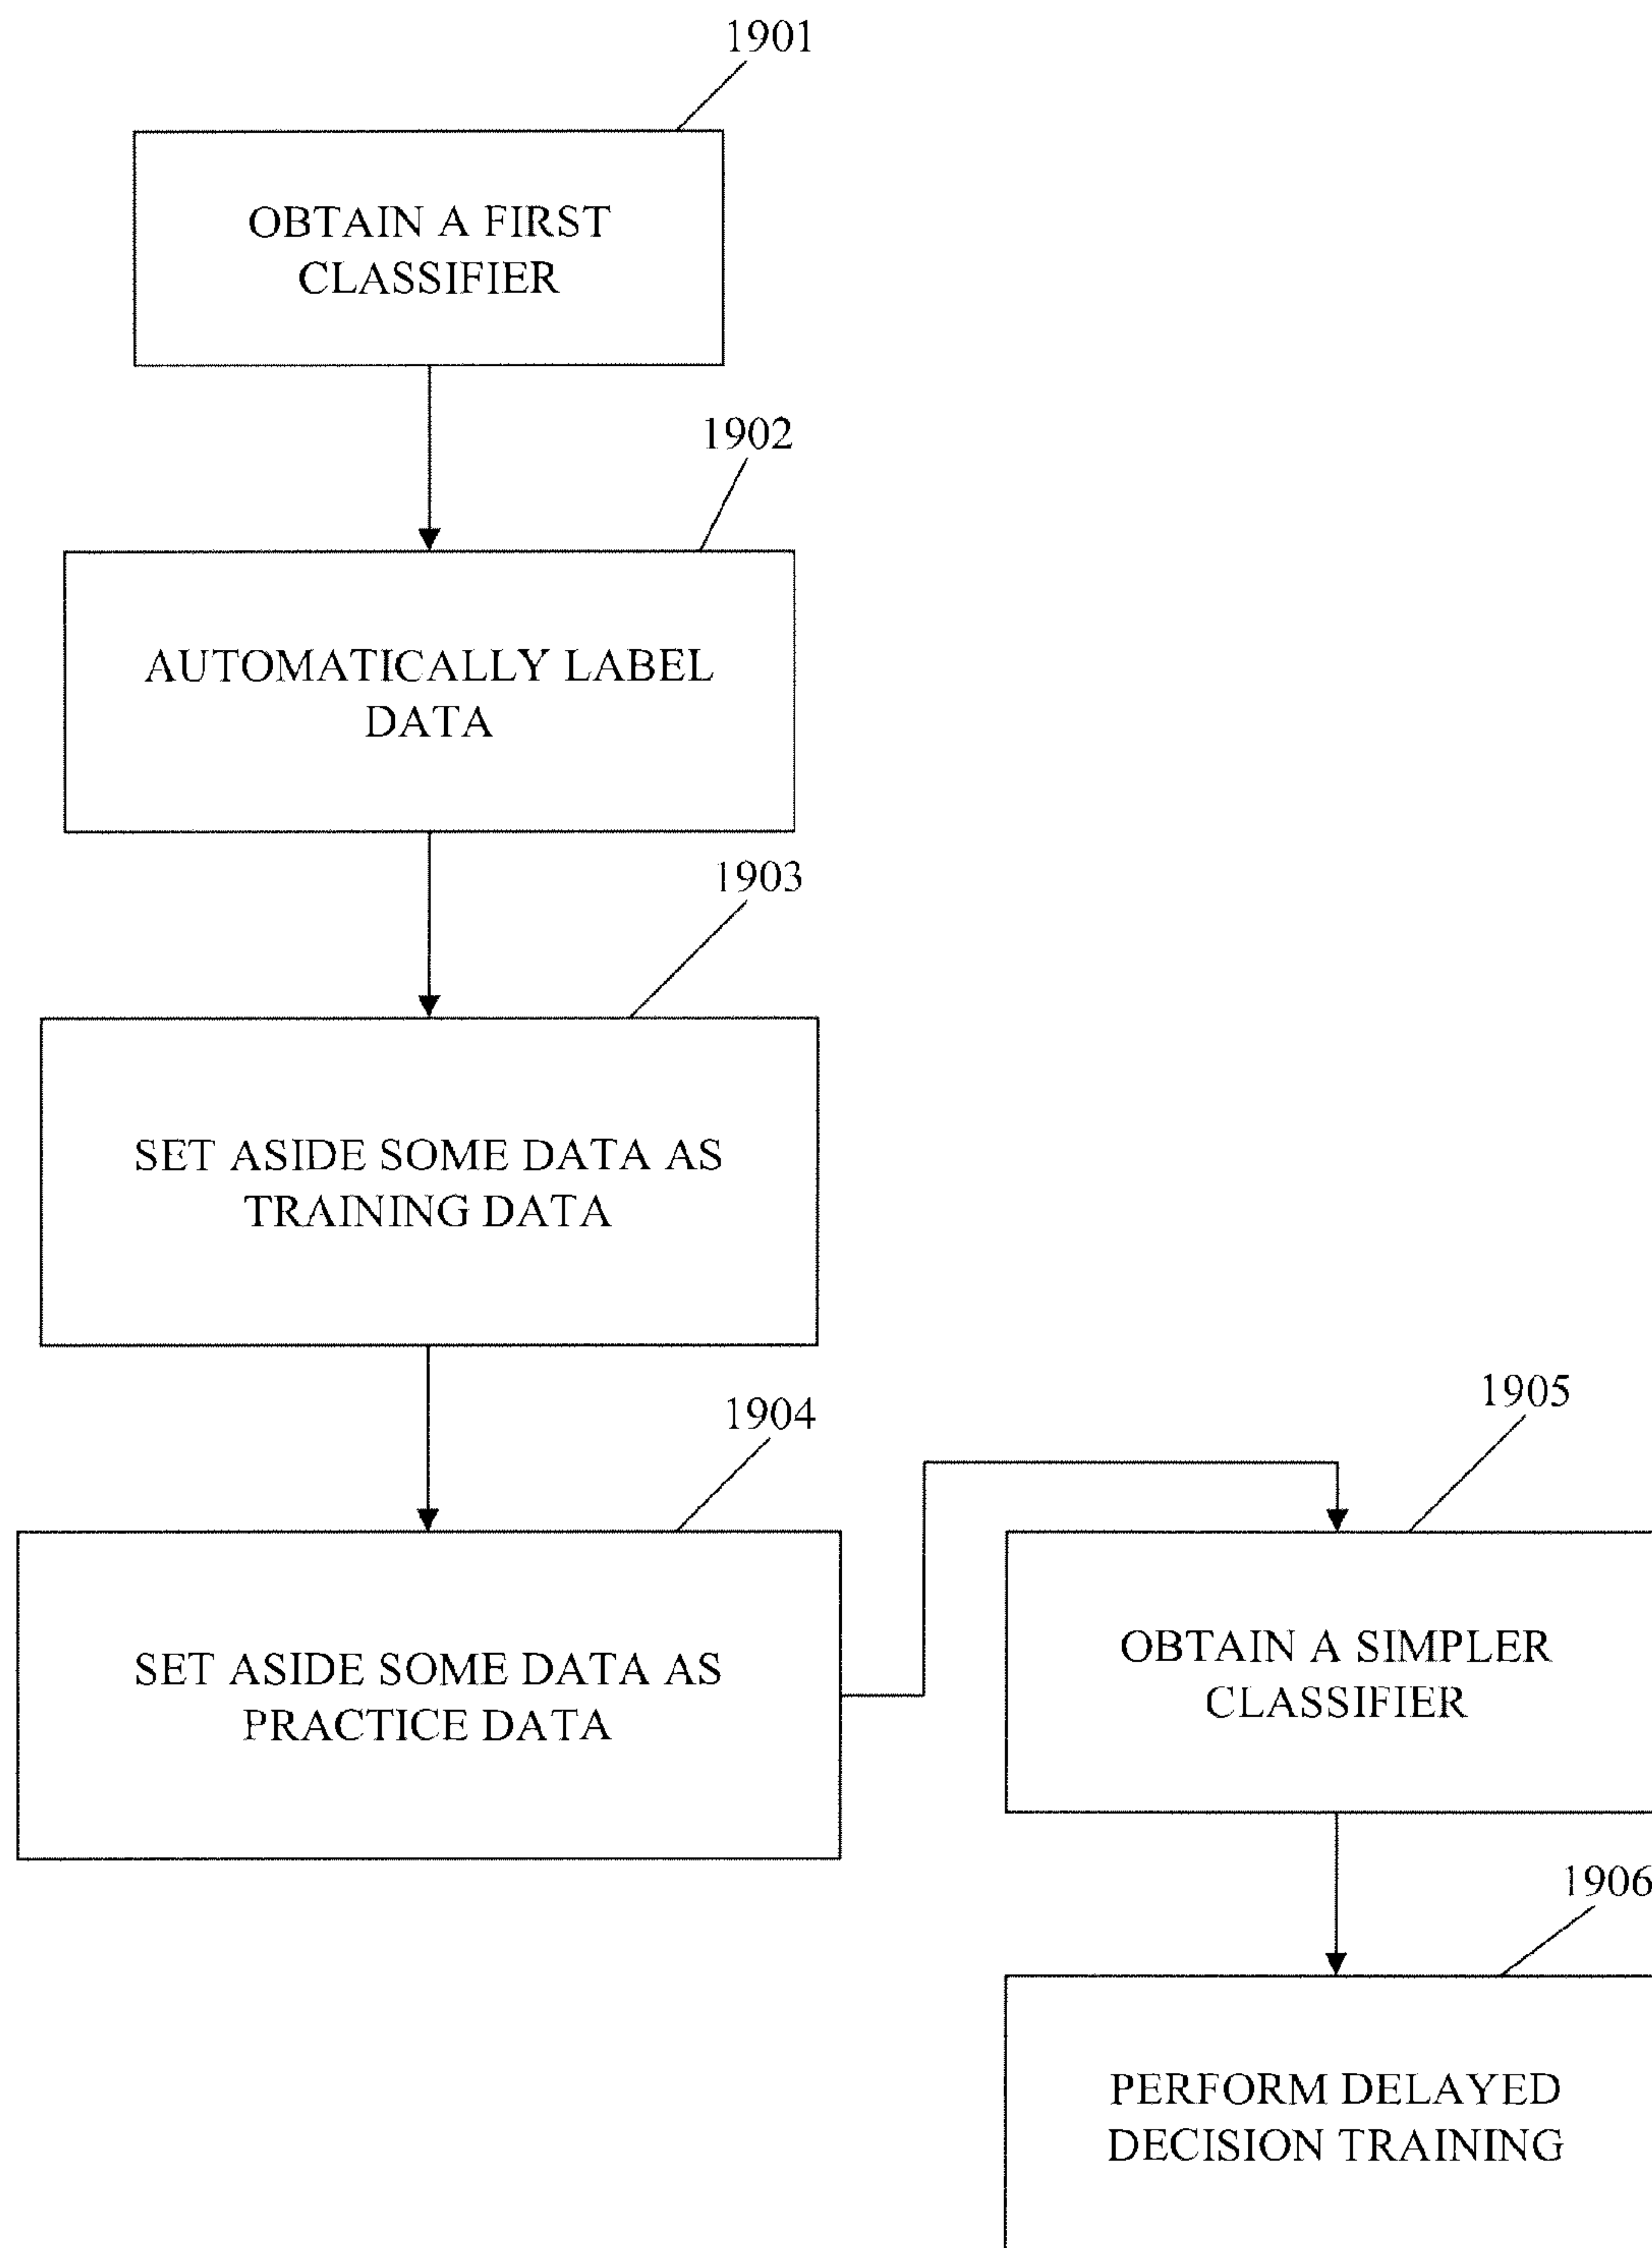 1901
OBTAIN A FIRST
CLASSIFIER
1902
AUTOMATICALLY LABEL
DATA
1903
SET ASIDE SOME DATA AS
TRAINING DATA
1904
SET ASIDE SOME DATA AS
PRACTICE DATA
1905
OBTAIN A SIMPLER
CLASSIFIER
1906
PERFORM DELAYED
DECISION TRAINING